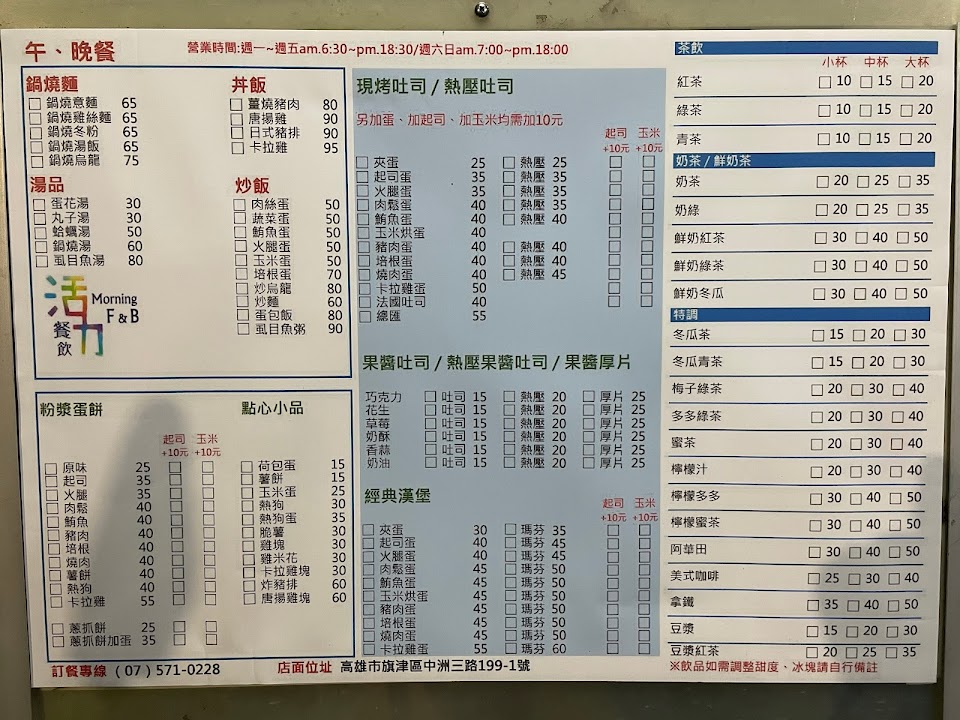 午、晚餐 營業時間:週一~週五am.6:30~pm.18:30/週六日am.7:00~pm.18:00
鍋燒麵
鍋燒意麵 65
鍋燒雞絲麵 65
鍋燒冬粉 65
鍋燒湯飯 65
鍋燒烏龍 75
湯品
蛋花湯 30
丸子湯 30
蛤蠣湯 50
鍋燒湯 60
虱目魚湯 80
丼飯
薑燒豬肉 80
唐揚雞 90
日式豬排 90
卡拉雞 95
炒飯
肉絲蛋 50
蔬菜蛋 50
鮪魚蛋 50
火腿蛋 50
玉米蛋 50
培根蛋 70
炒烏龍 80
炒麵 60
蛋包飯 80
虱目魚粥 90
活力
餐飲
Morning
F & B
粉漿蛋餅
起司 玉米
+10元 +10元
原味 25
起司 35
火腿 35
肉鬆 40
鮪魚 40
豬肉 40
培根 40
燒肉 40
薯餅 40
熱狗 40
卡拉雞 55
蔥抓餅 25
蔥抓餅加蛋 35
點心小品
荷包蛋 15
薯餅 15
玉米蛋 25
熱狗 30
熱狗蛋 35
脆薯 30
雞塊 30
雞米花 30
卡拉雞塊 30
炸豬排 60
唐揚雞塊 60
現烤吐司 / 熱壓吐司
另加蛋、加起司、加玉米均需加10元
起司 玉米
+10元 +10元
夾蛋 25 熱壓 25
起司蛋 35 熱壓 35
火腿蛋 35 熱壓 35
肉鬆蛋 40 熱壓 35
鮪魚蛋 40 熱壓 40
玉米烘蛋 40
豬肉蛋 40 熱壓 40
培根蛋 40 熱壓 40
燒肉蛋 40 熱壓 45
卡拉雞蛋 50
法國吐司 40
總匯 55
果醬吐司 / 熱壓果醬吐司 / 果醬厚片
巧克力 吐司 15 熱壓 20 厚片 25
花生 吐司 15 熱壓 20 厚片 25
草莓 吐司 15 熱壓 20 厚片 25
奶酥 吐司 15 熱壓 20 厚片 25
香蒜 吐司 15 熱壓 20 厚片 25
奶油 吐司 15 熱壓 20 厚片 25
經典漢堡
起司 玉米
+10元 +10元
夾蛋 30 瑪芬 35
起司蛋 40 瑪芬 45
火腿蛋 40 瑪芬 45
肉鬆蛋 45 瑪芬 50
鮪魚蛋 45 瑪芬 50
玉米烘蛋 45 瑪芬 50
豬肉蛋 45 瑪芬 50
培根蛋 45 瑪芬 50
燒肉蛋 45 瑪芬 50
卡拉雞蛋 55 瑪芬 60
茶飲
小杯 中杯 大杯
紅茶 10 15 20
綠茶 10 15 20
青茶 10 15 20
奶茶 / 鮮奶茶
奶茶 20 25 35
奶綠 20 25 35
鮮奶紅茶 30 40 50
鮮奶綠茶 30 40 50
鮮奶冬瓜 30 40 50
特調
冬瓜茶 15 20 30
冬瓜青茶 15 20 30
梅子綠茶 20 30 40
多多綠茶 20 30 40
蜜茶 20 30 40
檸檬汁 20 30 40
檸檬多多 30 40 50
檸檬蜜茶 30 40 50
阿華田 30 40 50
美式咖啡 25 30 40
拿鐵 35 40 50
豆漿 15 20 30
豆漿紅茶 20 25 35
※飲品如需調整甜度、冰塊請自行備註
訂餐專線 (07) 571-0228 店面位址 高雄市旗津區中洲三路199-1號